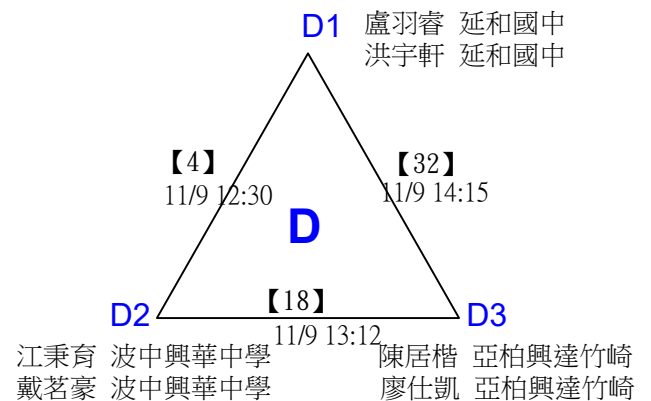 D1 盧羽睿 延和國中
洪宇軒 延和國中
【4】
11/9 12:30
【32】
11/9 14:15
D
D2
【18】
11/9 13:12
D3
江秉育 波中興華中學
戴茗豪 波中興華中學
陳居楷 亞柏興達竹崎
廖仕凱 亞柏興達竹崎